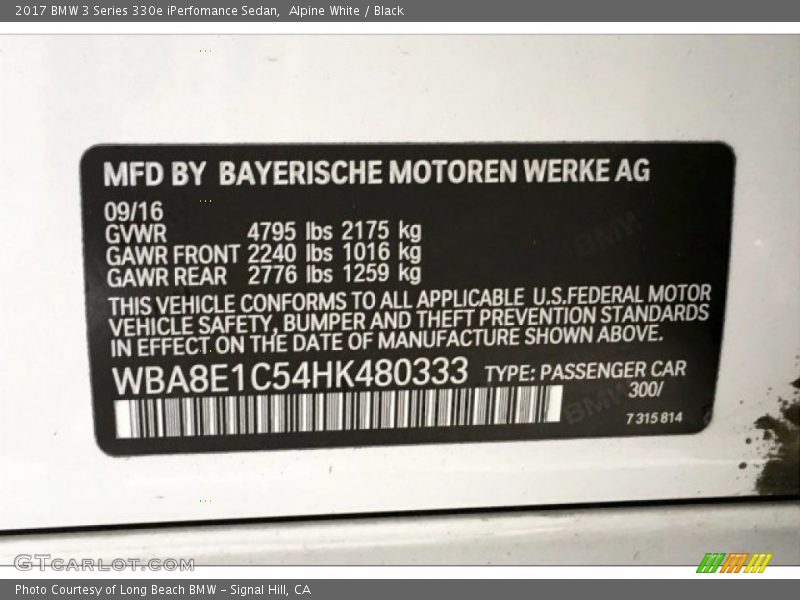 2017 BMW 3 Series 330e iPerfomance Sedan,  Alpine White / Black
MFD BY BAYERISCHE MOTOREN WERKE AG
09/16
GVWR 4795 lbs 2175 kg
GAWR FRONT 2240 lbs 1016 kg
GAWR REAR 2776 lbs 1259 kg
THIS VEHICLE CONFORMS TO ALL APPLICABLE U.S.FEDERAL MOTOR
VEHICLE SAFETY, BUMPER AND THEFT PREVENTION STANDARDS
IN EFFECT ON THE DATE OF MANUFACTURE SHOWN ABOVE.
WBA8E1C54HK480333 TYPE: PASSENGER CAR
300/
7 315 814
BMW
BMW
GTCARLOT.COM
Photo Courtesy of Long Beach BMW - Signal Hill, CA